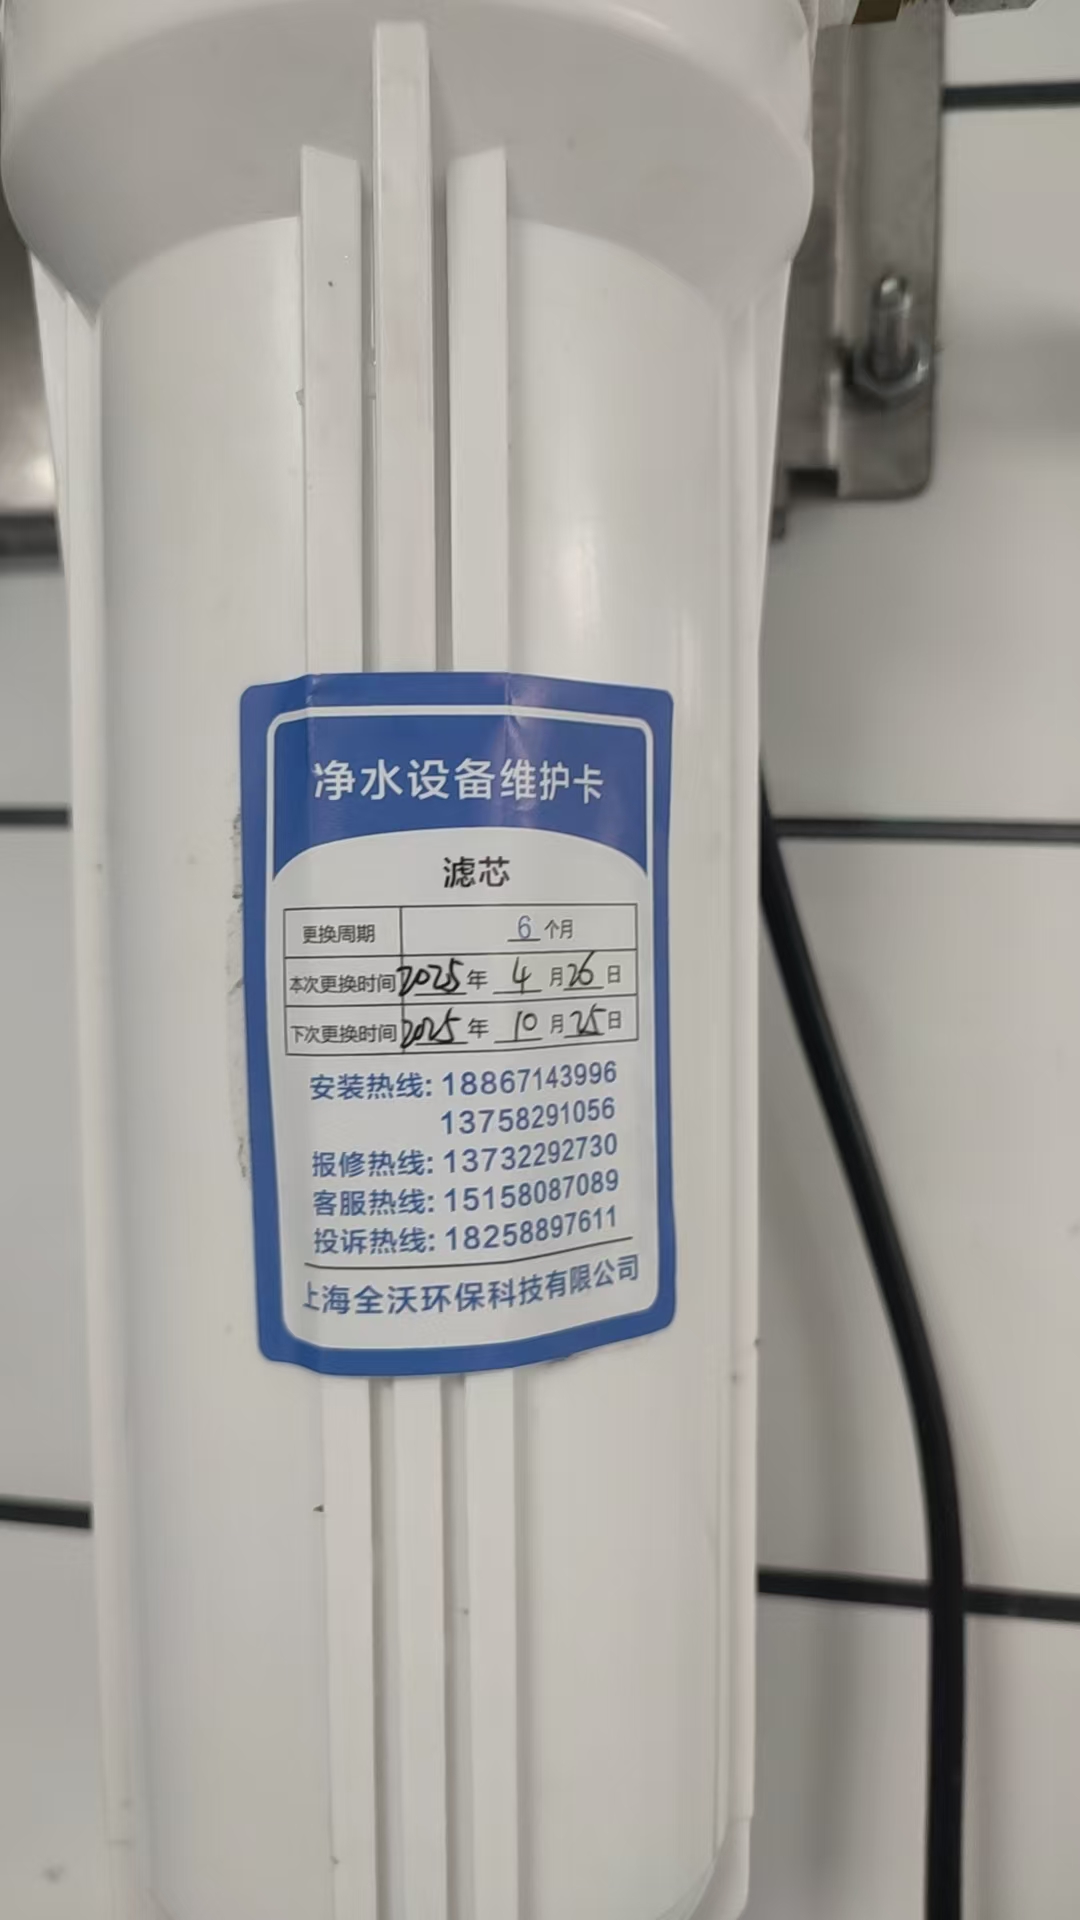 净水设备维护卡
滤芯
更换周期 6 个月
本次更换时间 2025 年 4 月 26 日
下次更换时间 2025 年 10 月 25 日
安装热线: 18867143996
13758291056
报修热线: 13732292730
客服热线: 15158087089
投诉热线: 18258897611
上海全沃环保科技有限公司